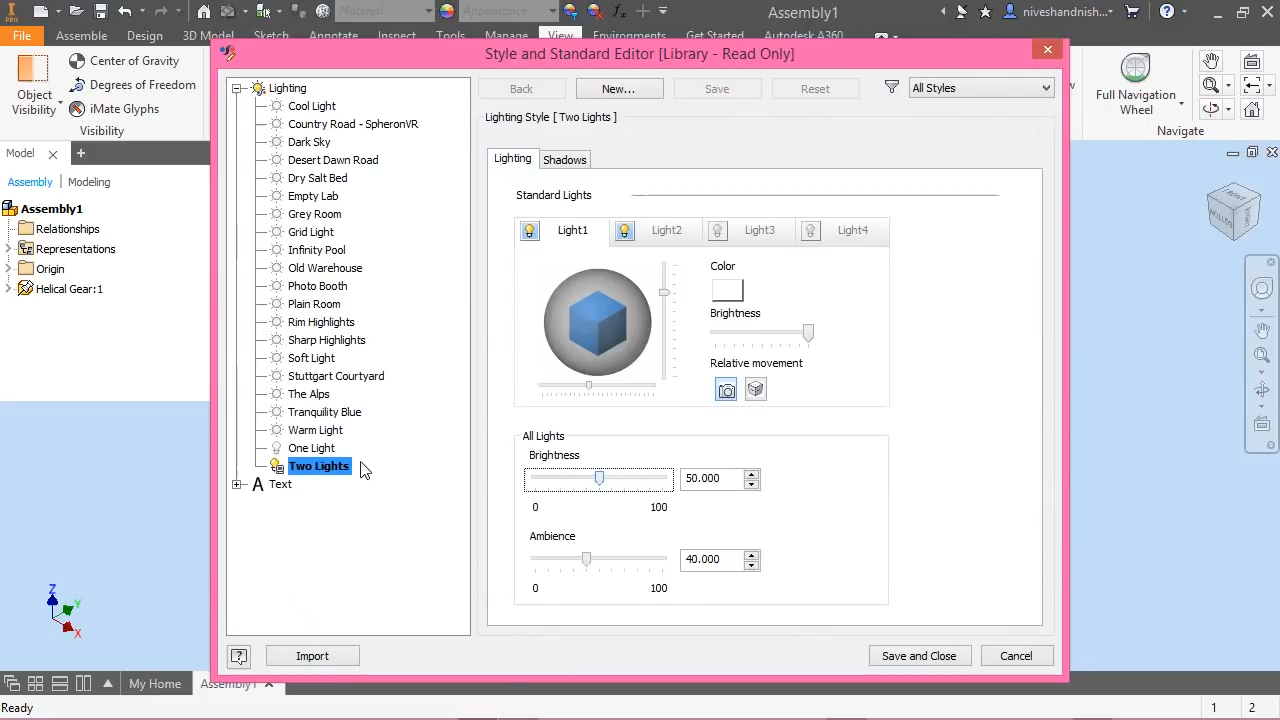 PRO
Material
Appearance
Assembly1
niveshandnish...
File
Assemble
Design
3D Model
Sketch
Annotate
Inspect
Tools
Manage
View
Environments
Get Started
Autodesk A360
Object
Visibility
Center of Gravity
Degrees of Freedom
iMate Glyphs
Visibility
Full Navigation
Wheel
Navigate
Model
Assembly
Modeling
Assembly1
Relationships
Representations
Origin
Helical Gear:1
Style and Standard Editor [Library - Read Only]
Lighting
Cool Light
Country Road - SpheronVR
Dark Sky
Desert Dawn Road
Dry Salt Bed
Empty Lab
Grey Room
Grid Light
Infinity Pool
Old Warehouse
Photo Booth
Plain Room
Rim Highlights
Sharp Highlights
Soft Light
Stuttgart Courtyard
The Alps
Tranquility Blue
Warm Light
One Light
Two Lights
A Text
Back
New...
Save
Reset
All Styles
Lighting Style [ Two Lights ]
Lighting
Shadows
Standard Lights
Light1
Light2
Light3
Light4
Color
Brightness
Relative movement
All Lights
Brightness
50.000
0
100
Ambience
40.000
0
100
Import
Save and Close
Cancel
FRONT
Z
Y
X
My Home
Assembly1
Ready
1
2